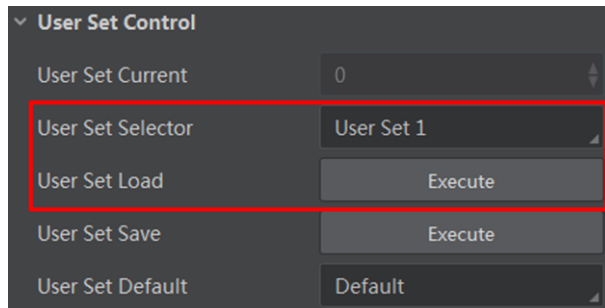 User Set Control
User Set Current 0
User Set Selector User Set 1
User Set Load Execute
User Set Save Execute
User Set Default Default